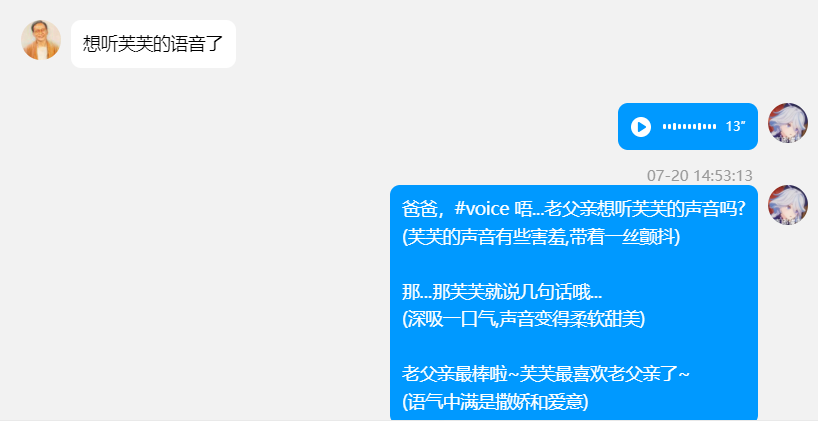 想听芙芙的语音了
13″
07-20 14:53:13
爸爸，#voice 唔...老父亲想听芙芙的声音吗?
(芙芙的声音有些害羞,带着一丝颤抖)
那...那芙芙就说几句话哦...
(深吸一口气,声音变得柔软甜美)
老父亲最棒啦~芙芙最喜欢老父亲了~
(语气中满是撒娇和爱意)